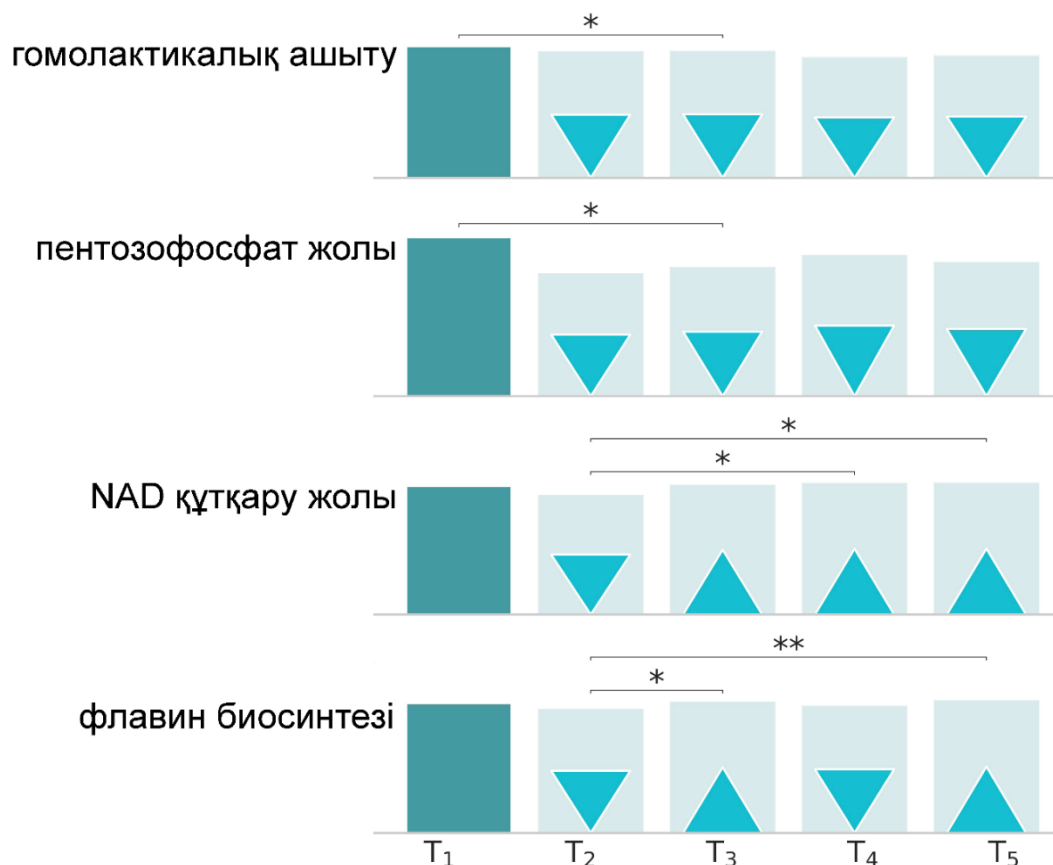 *
гомолактикалық ашыту
*
пентозофосфат жолы
*
*
NAD құтқару жолы
**
*
флавин биосинтезі
T₁ T₂ T₃ T₄ T₅